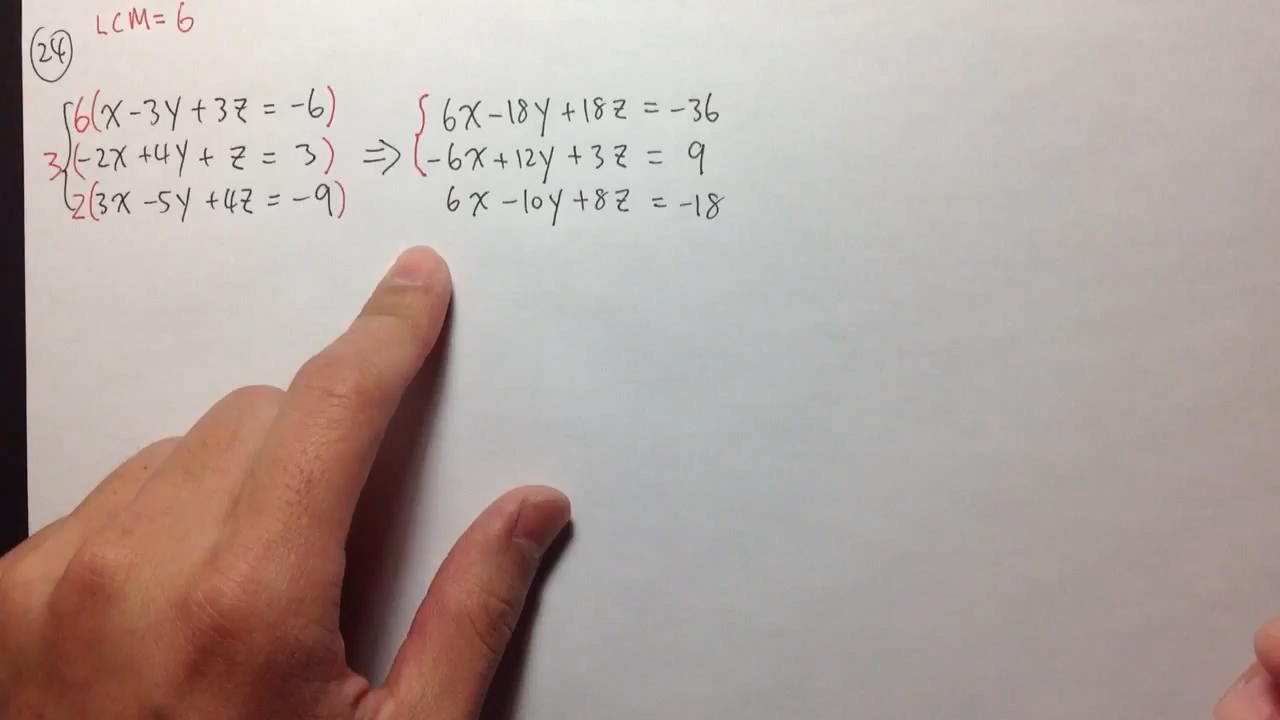 LCM = 6
24
6(x - 3y + 3z = -6) 6x - 18y + 18z = -36
3(-2x + 4y + z = 3) ⇒ -6x + 12y + 3z = 9
2(3x - 5y + 4z = -9) 6x - 10y + 8z = -18